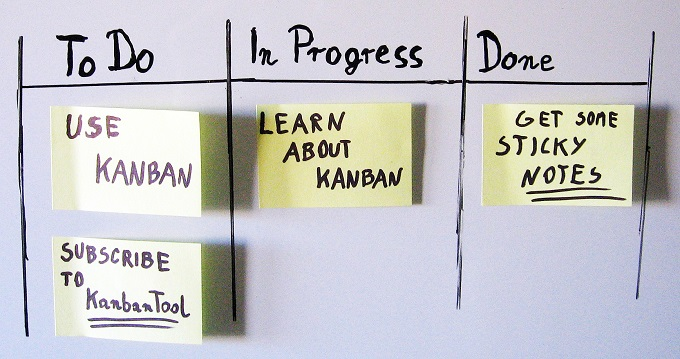 To Do
In Progress
Done
USE
KANBAN
SUBSCRIBE
TO
KanbanTool
LEARN
ABOUT
KANBAN
GET SOME
STICKY
NOTES